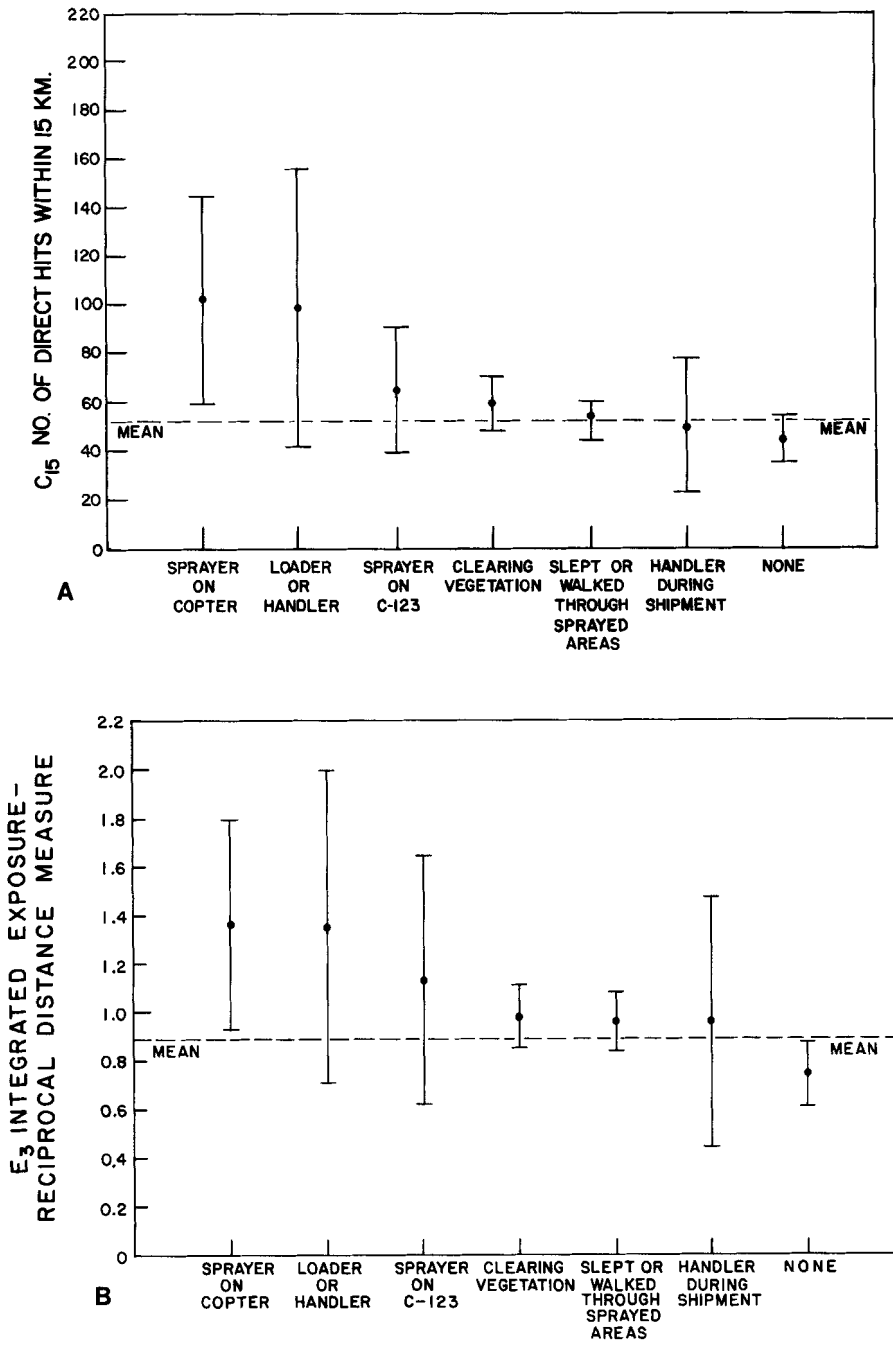 220
200
180
160
140
120
100
80
60
40
20
0
C15 NO. OF DIRECT HITS WITHIN 15 KM.
MEAN
MEAN
SPRAYER
ON
COPTER
LOADER
OR
HANDLER
SPRAYER
ON
C-123
CLEARING
VEGETATION
SLEPT OR
WALKED
THROUGH
SPRAYED
AREAS
HANDLER
DURING
SHIPMENT
NONE
A
2.2
2.0
1.8
1.6
1.4
1.2
1.0
0.8
0.6
0.4
0.2
0
E3 INTEGRATED EXPOSURE-
RECIPROCAL DISTANCE MEASURE
MEAN
MEAN
SPRAYER
ON
COPTER
LOADER
OR
HANDLER
SPRAYER
ON
C-123
CLEARING
VEGETATION
SLEPT OR
WALKED
THROUGH
SPRAYED
AREAS
HANDLER
DURING
SHIPMENT
NONE
B